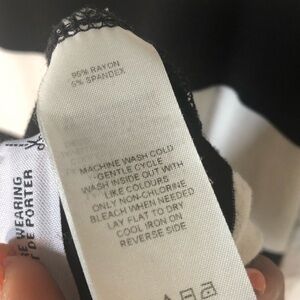 95% RAYON
5% SPANDEX
MACHINE WASH COLD
GENTLE CYCLE
WASH INSIDE OUT WITH
LIKE COLOURS
ONLY NON-CHLORINE
BLEACH WHEN NEEDED
LAY FLAT TO DRY
COOL IRON ON
REVERSE SIDE
WEARING
DE PORTER